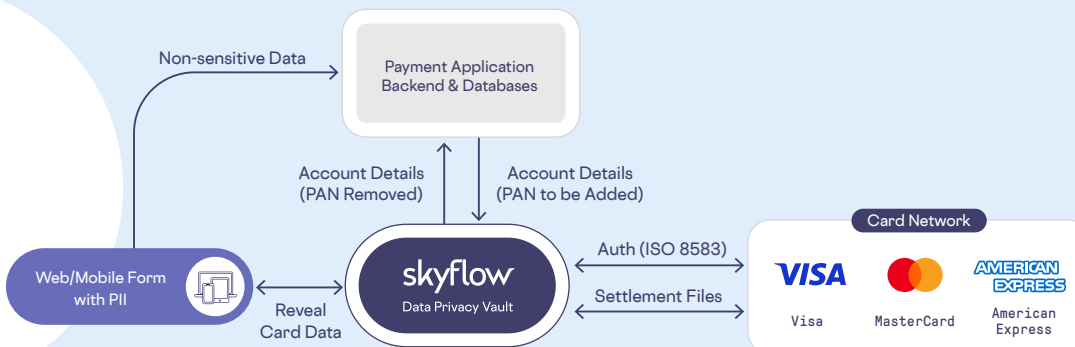 Non-sensitive Data
Payment Application
Backend & Databases
Account Details
(PAN Removed)
Account Details
(PAN to be Added)
Web/Mobile Form
with PII
Reveal
Card Data
skyflow
Data Privacy Vault
Auth (ISO 8583)
Settlement Files
Card Network
VISA
AMERICAN
EXPRESS
Visa
MasterCard
American
Express